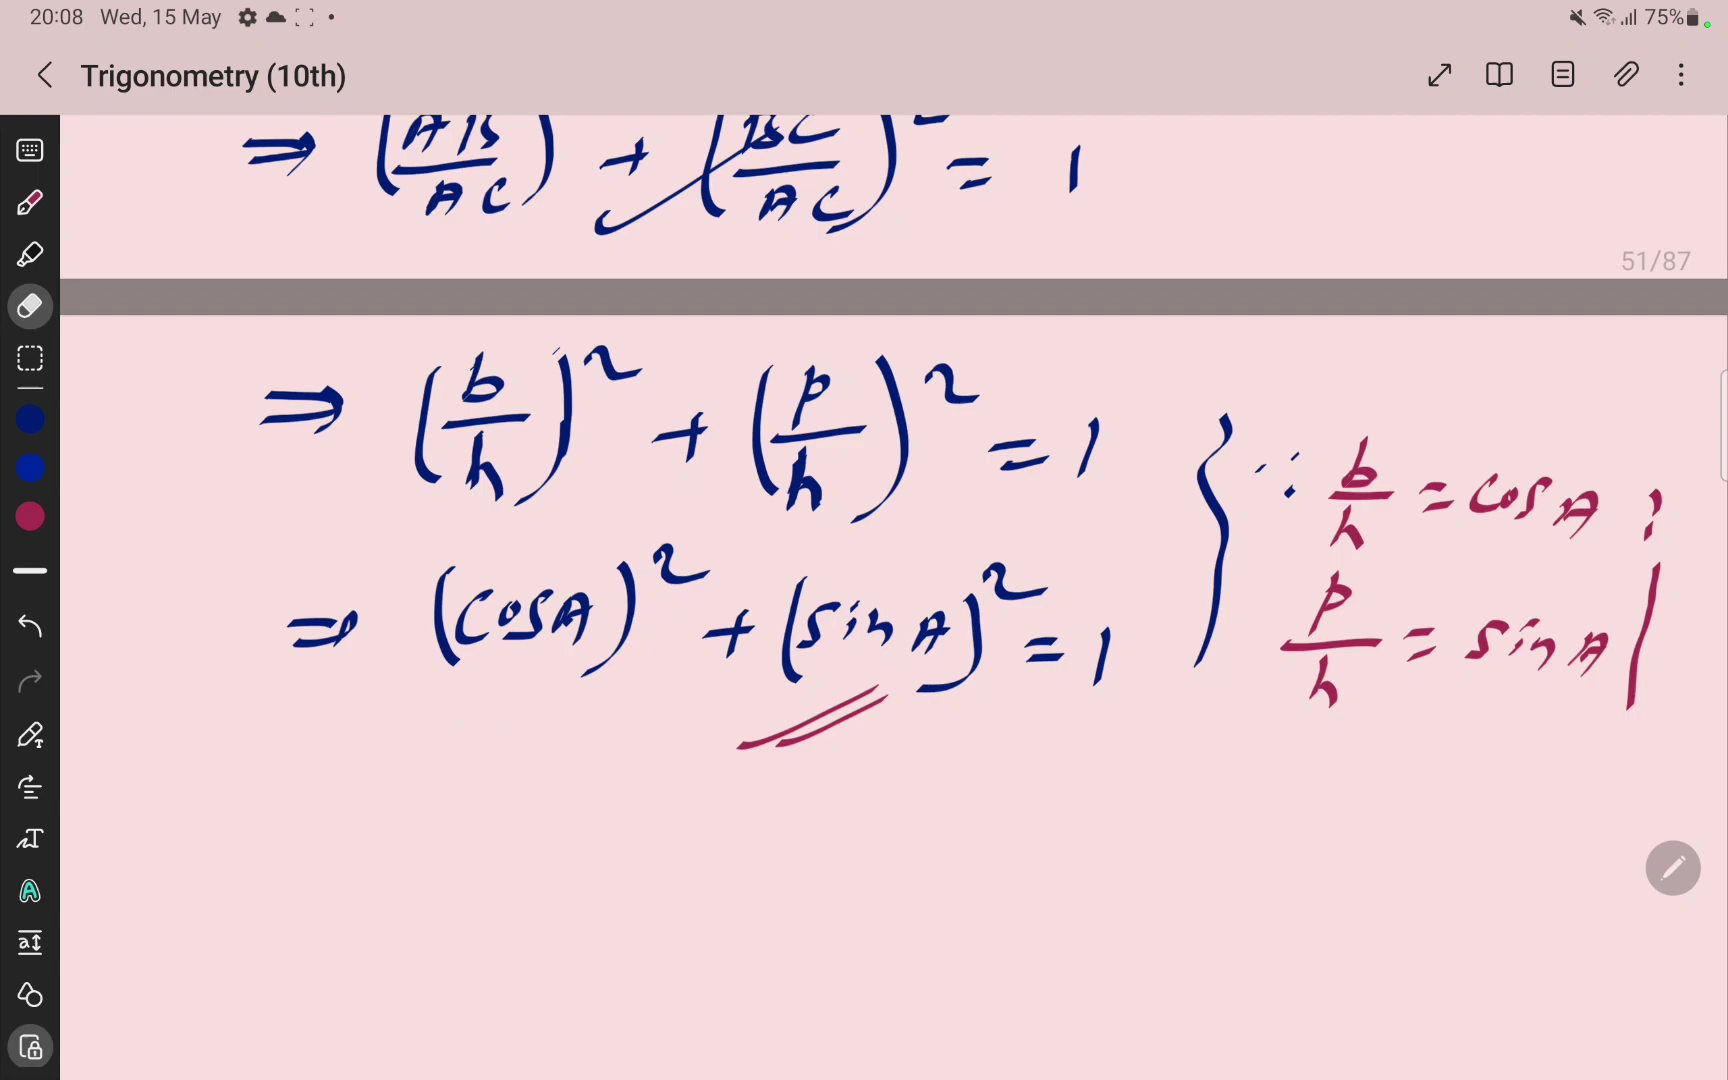 20:08 Wed, 15 May 75%
Trigonometry (10th)
⇒ (AB/AC) + (BC/AC)² = 1
51/87
⇒ (b/h)² + (p/h)² = 1 } ∵ b/h = cosA ;
⇒ (cosA)² + (sinA)² = 1 p/h = sinA